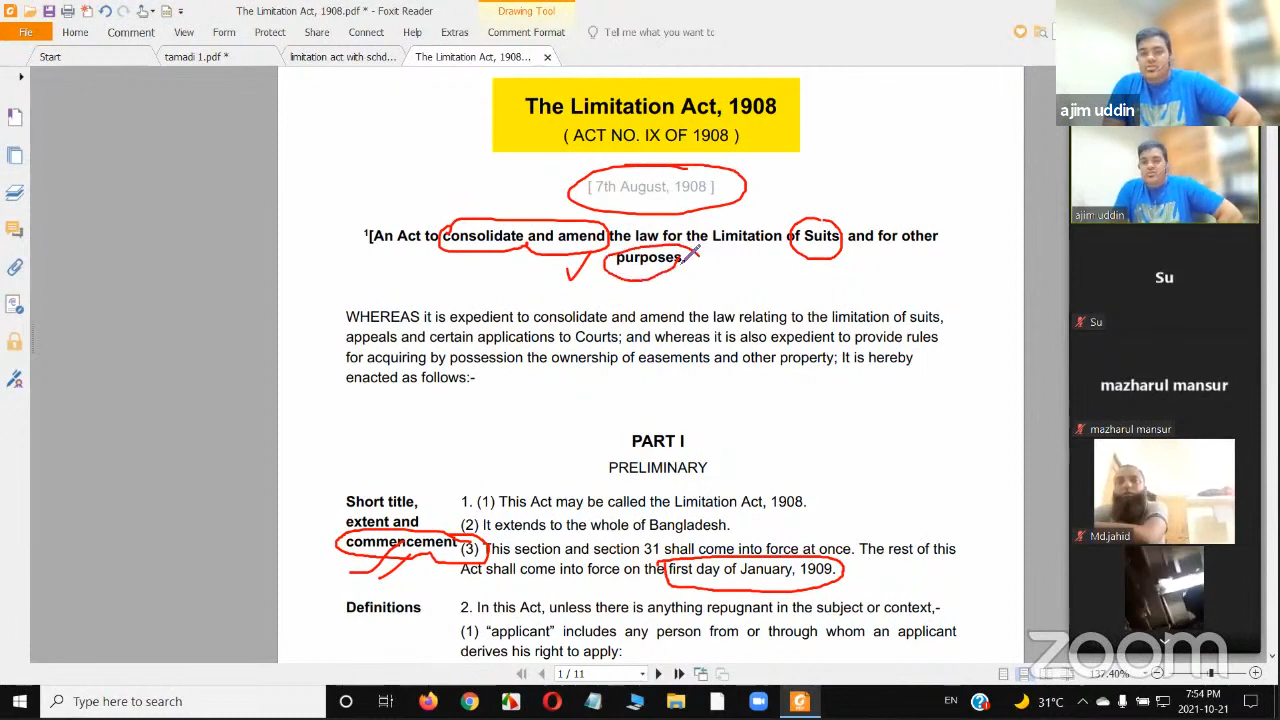 The Limitation Act, 1908.pdf * - Foxit Reader
Drawing Tool
File Home Comment View Form Protect Share Connect Help Extras Comment Format Tell me what you want to
Start tamadi 1.pdf * limitation act with schd... The Limitation Act, 1908...
The Limitation Act, 1908
( ACT NO. IX OF 1908 )
[ 7th August, 1908 ]
1[An Act to consolidate and amend the law for the Limitation of Suits, and for other
purposes.
WHEREAS it is expedient to consolidate and amend the law relating to the limitation of suits,
appeals and certain applications to Courts; and whereas it is also expedient to provide rules
for acquiring by possession the ownership of easements and other property; It is hereby
enacted as follows:-
PART I
PRELIMINARY
Short title,
extent and
commencement
1. (1) This Act may be called the Limitation Act, 1908.
(2) It extends to the whole of Bangladesh.
(3) This section and section 31 shall come into force at once. The rest of this
Act shall come into force on the first day of January, 1909.
Definitions
2. In this Act, unless there is anything repugnant in the subject or context,-
(1) “applicant” includes any person from or through whom an applicant
derives his right to apply:
ajim uddin
ajim uddin
Su
Su
mazharul mansur
mazharul mansur
Md.jahid
zoom
1 / 11
137.40%
Type here to search
EN
31°C
7:54 PM
2021-10-21